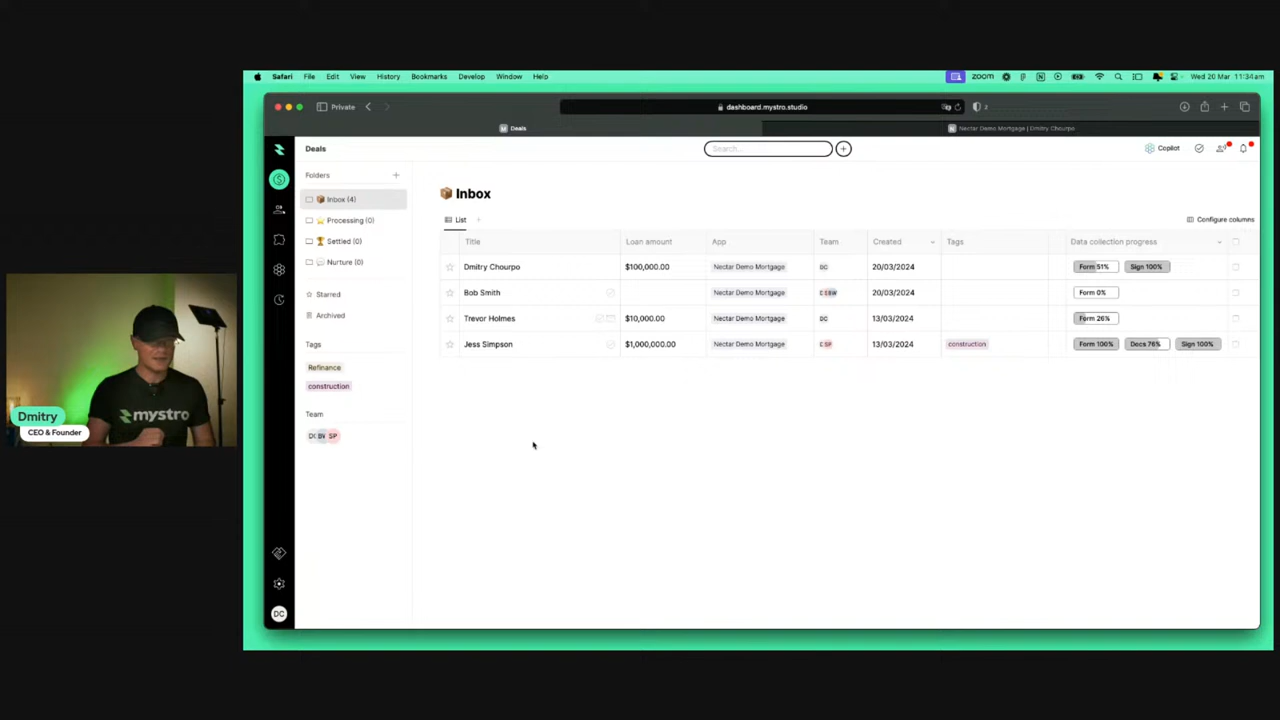 Safari File Edit View History Bookmarks Develop Window Help
zoom
Wed 20 Mar 11:34am
Private
dashboard.mystro.studio
2
Deals
Nectar Demo Mortgage | Dmitry Chourpo
Deals
Search...
Copilot
Folders
Inbox (4)
Processing (0)
Settled (0)
Nurture (0)
Starred
Archived
Tags
Refinance
construction
Team
DC BW SP
DC
Inbox
List
Configure columns
Title Loan amount App Team Created Tags Data collection progress
Dmitry Chourpo $100,000.00 Nectar Demo Mortgage DC 20/03/2024 Form 51% Sign 100%
Bob Smith Nectar Demo Mortgage 20/03/2024 Form 0%
Trevor Holmes $10,000.00 Nectar Demo Mortgage DC 13/03/2024 Form 26%
Jess Simpson $1,000,000.00 Nectar Demo Mortgage SP 13/03/2024 construction Form 100% Docs 76% Sign 100%
mystro
Dmitry
CEO & Founder